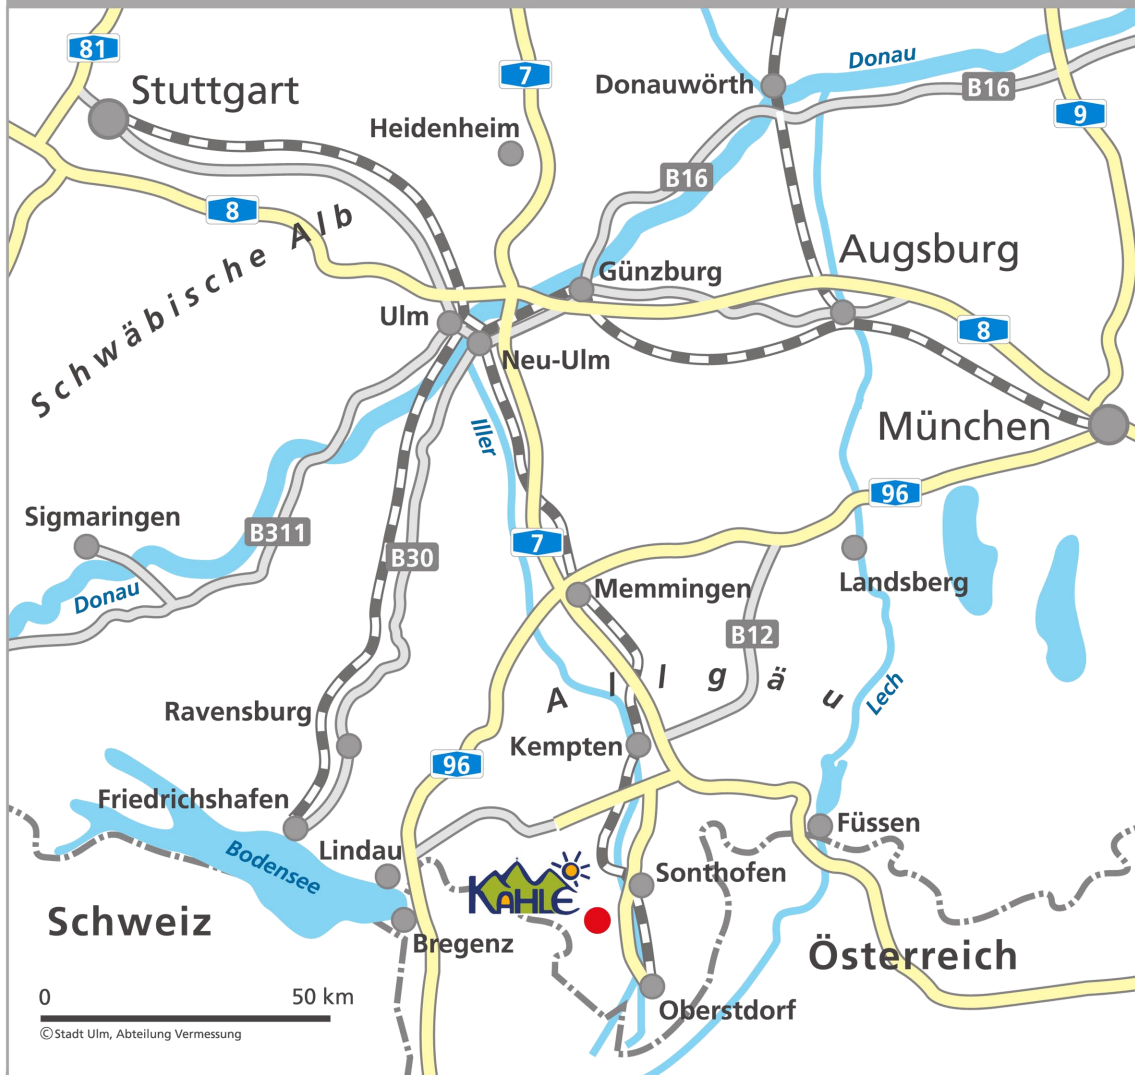 81
Stuttgart
7
Donau
Donauwörth
B16
9
Heidenheim
B16
8
Schwäbische Alb
Augsburg
Günzburg
Ulm
8
Neu-Ulm
Iller
München
96
Sigmaringen
B311
7
B30
Donau
Memmingen
Landsberg
B12
Allgäu
Lech
Ravensburg
Kempten
96
Friedrichshafen
Füssen
Lindau
Bodensee
KAHLE
Sonthofen
Schweiz
Bregenz
Österreich
0 50 km
Oberstdorf
©Stadt Ulm, Abteilung Vermessung